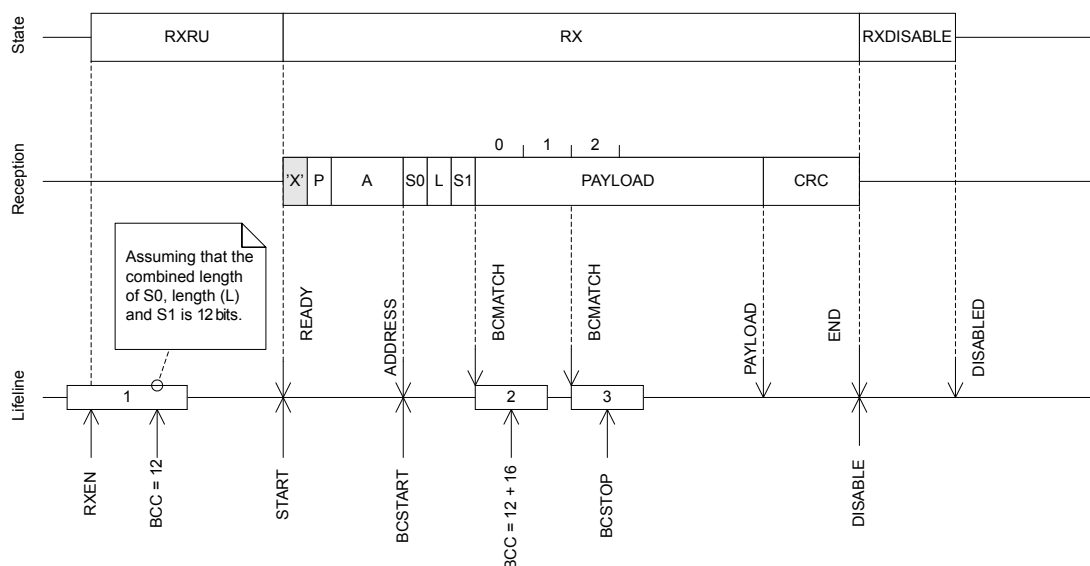 State
RXRU
RX
RXDISABLE
0
1
2
Reception
'X'
P
A
S0
L
S1
PAYLOAD
CRC
Assuming that the
combined length
of S0, length (L)
and S1 is 12 bits.
READY
ADDRESS
BCMATCH
BCMATCH
PAYLOAD
END
DISABLED
Lifeline
1
2
3
RXEN
BCC = 12
START
BCSTART
BCC = 12 + 16
BCSTOP
DISABLE